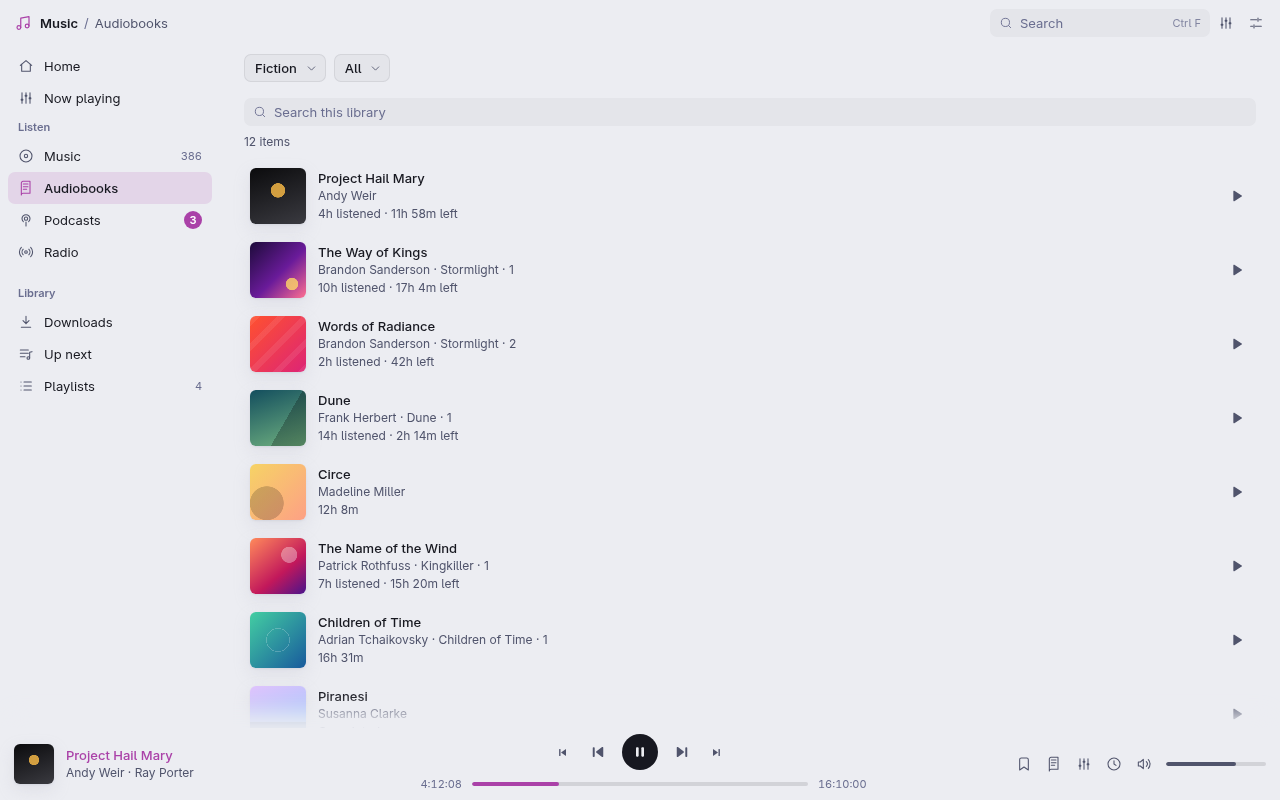 Music / Audiobooks
Search Ctrl F
Home
Now playing
Listen
Music 386
Audiobooks
Podcasts 3
Radio
Library
Downloads
Up next
Playlists 4
Fiction All
Search this library
12 items
Project Hail Mary
Andy Weir
4h listened · 11h 58m left
The Way of Kings
Brandon Sanderson · Stormlight · 1
10h listened · 17h 4m left
Words of Radiance
Brandon Sanderson · Stormlight · 2
2h listened · 42h left
Dune
Frank Herbert · Dune · 1
14h listened · 2h 14m left
Circe
Madeline Miller
12h 8m
The Name of the Wind
Patrick Rothfuss · Kingkiller · 1
7h listened · 15h 20m left
Children of Time
Adrian Tchaikovsky · Children of Time · 1
16h 31m
Piranesi
Susanna Clarke
Project Hail Mary
Andy Weir · Ray Porter
4:12:08 16:10:00